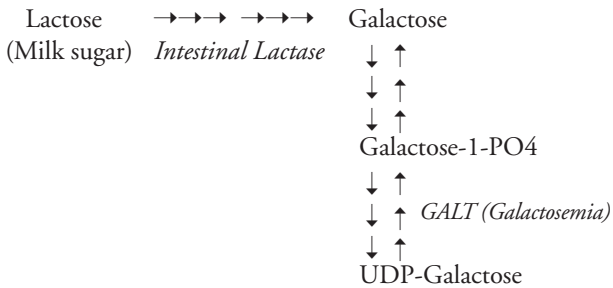 Lactose Galactose
(Milk sugar) Intestinal Lactase
Galactose-1-PO4
GALT (Galactosemia)
UDP-Galactose